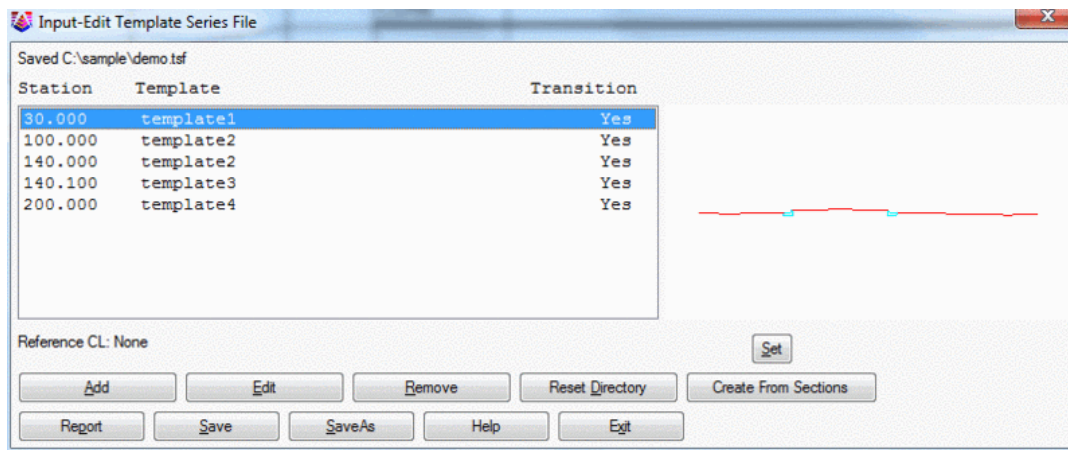 Input-Edit Template Series File
X
Saved C:\sample\demo.tsf
Station Template Transition
30.000 template1 Yes
100.000 template2 Yes
140.000 template2 Yes
140.100 template3 Yes
200.000 template4 Yes
Reference CL: None
Set
Add Edit Remove Reset Directory Create From Sections
Report Save SaveAs Help Exit